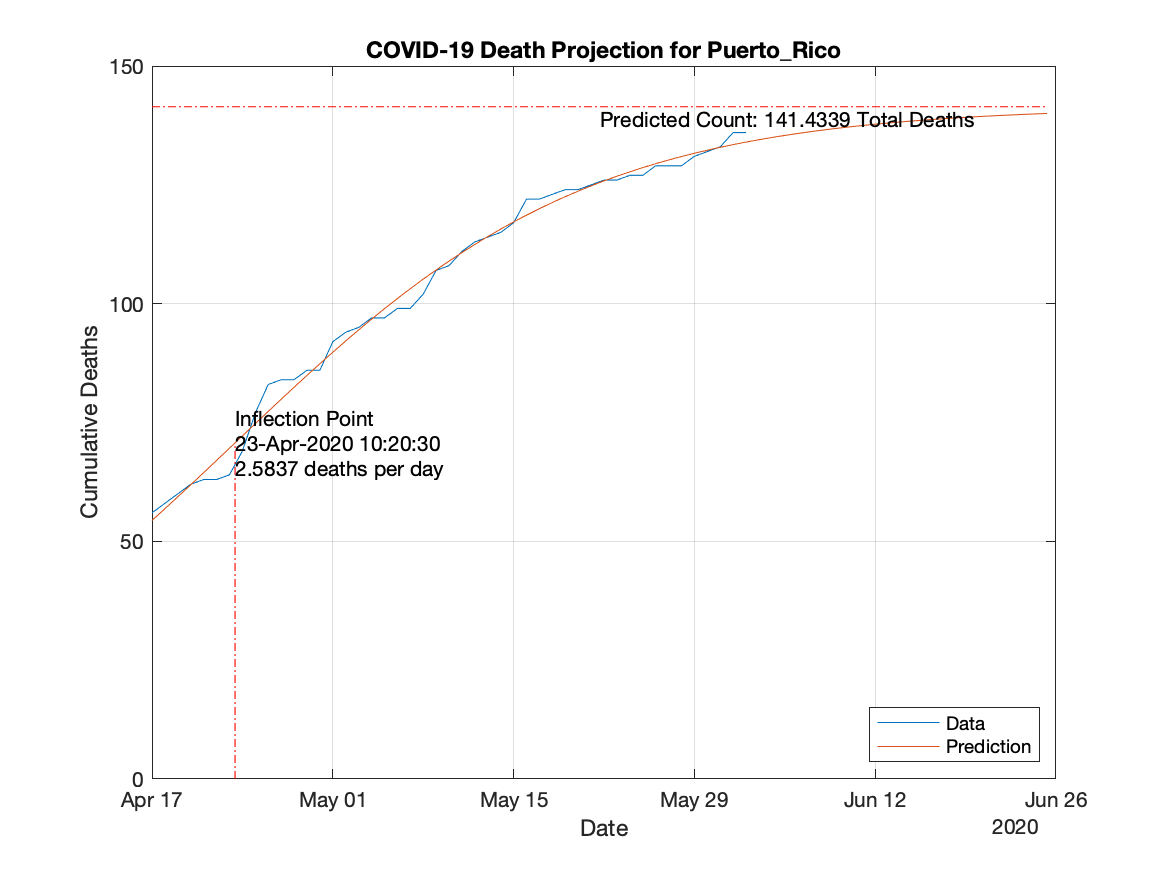 COVID-19 Death Projection for Puerto_Rico
150
Predicted Count: 141.4339 Total Deaths
100
Cumulative Deaths
Inflection Point
23-Apr-2020 10:20:30
2.5837 deaths per day
50
Data
Prediction
0
Apr 17 May 01 May 15 May 29 Jun 12 Jun 26
Date
2020